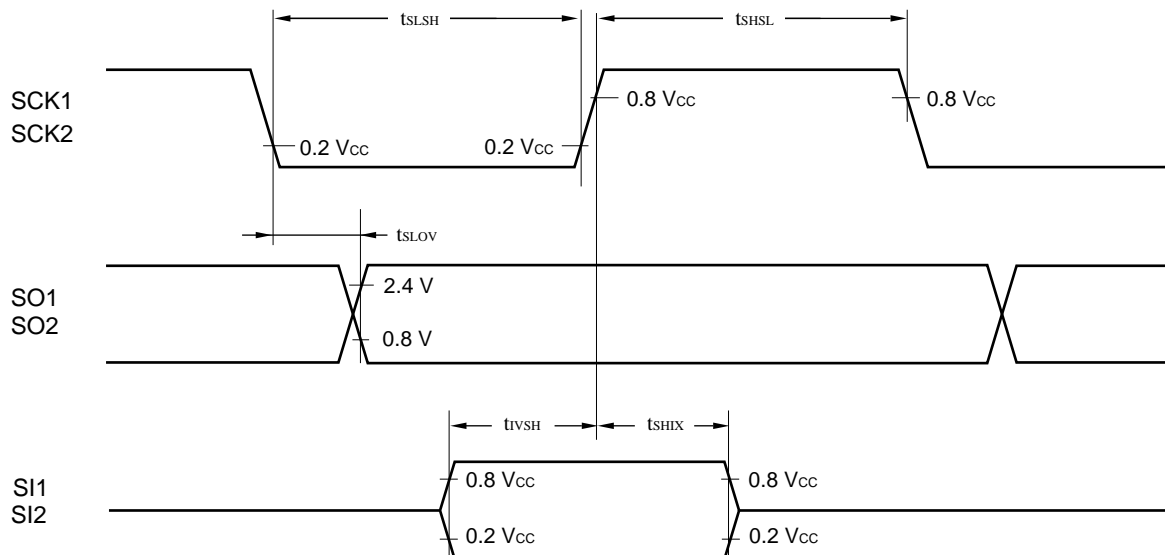 tSLSH tSHSL
SCK1
SCK2
0.8 VCC 0.8 VCC
0.2 VCC 0.2 VCC
tSLOV
SO1
SO2
2.4 V
0.8 V
tIVSH tSHIX
SI1
SI2
0.8 VCC 0.8 VCC
0.2 VCC 0.2 VCC